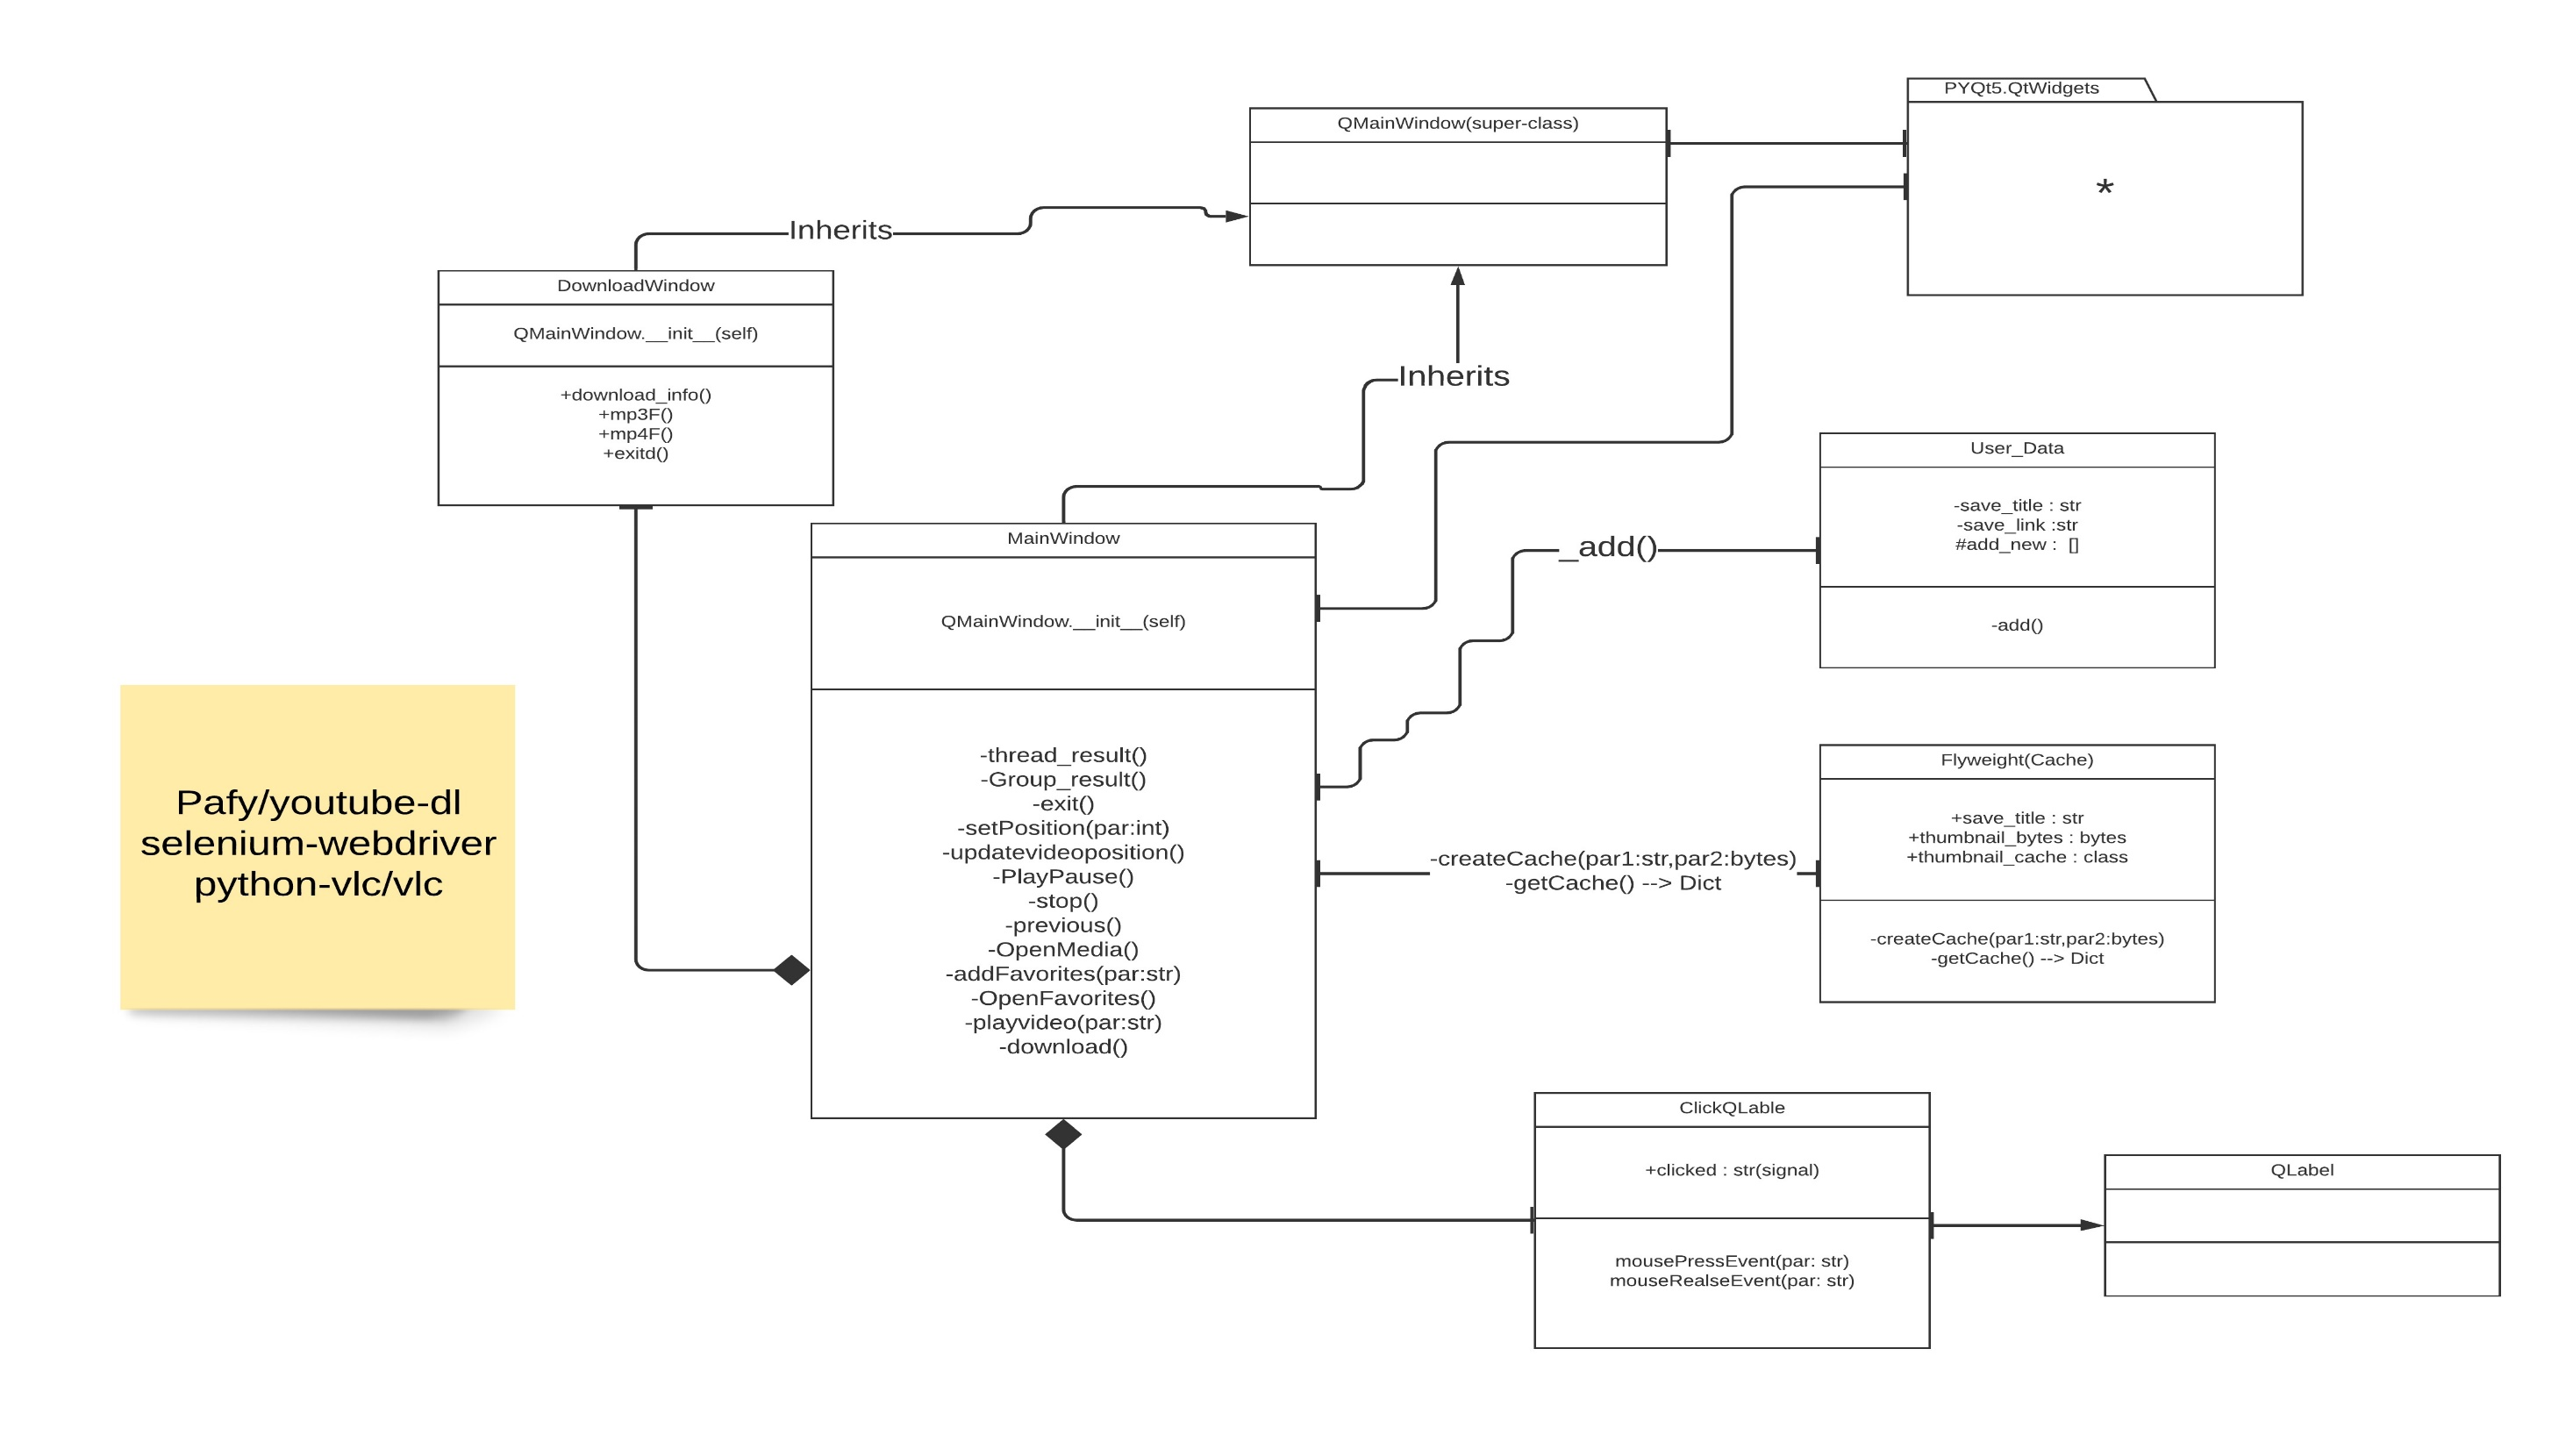 PYQt5.QtWidgets
*
QMainWindow(super-class)
Inherits
DownloadWindow
QMainWindow.__init__(self)
+download_info()
+mp3F()
+mp4F()
+exitd()
Inherits
User_Data
-save_title : str
-save_link :str
#add_new :  []
-add()
_add()
MainWindow
QMainWindow.__init__(self)
-thread_result()
-Group_result()
-exit()
-setPosition(par:int)
-updatevideoposition()
-PlayPause()
-stop()
-previous()
-OpenMedia()
-addFavorites(par:str)
-OpenFavorites()
-playvideo(par:str)
-download()
Pafy/youtube-dl
selenium-webdriver
python-vlc/vlc
-createCache(par1:str,par2:bytes)
-getCache() --> Dict
Flyweight(Cache)
+save_title : str
+thumbnail_bytes : bytes
+thumbnail_cache : class
-createCache(par1:str,par2:bytes)
-getCache() --> Dict
ClickQLable
+clicked : str(signal)
mousePressEvent(par: str)
mouseRealseEvent(par: str)
QLabel